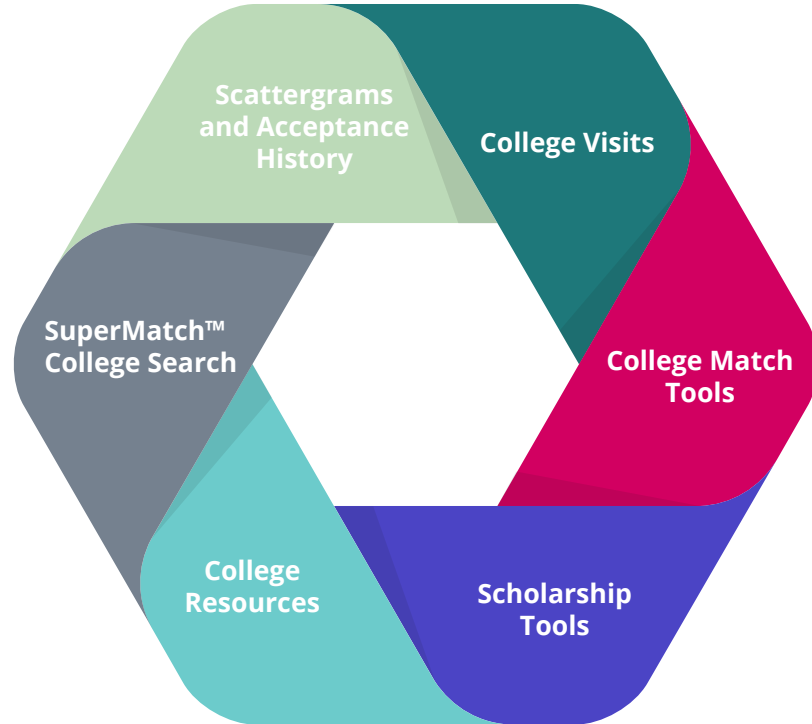 Scattergrams
and Acceptance
History
College Visits
SuperMatch™
College Search
College Match
Tools
College
Resources
Scholarship
Tools